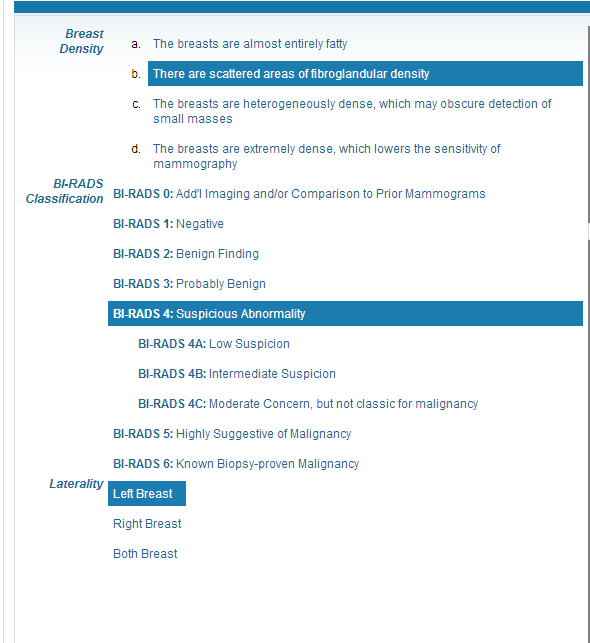 Breast
Density
a. The breasts are almost entirely fatty
b. There are scattered areas of fibroglandular density
c. The breasts are heterogeneously dense, which may obscure detection of
small masses
d. The breasts are extremely dense, which lowers the sensitivity of
mammography
BI-RADS
Classification
BI-RADS 0: Add'l Imaging and/or Comparison to Prior Mammograms
BI-RADS 1: Negative
BI-RADS 2: Benign Finding
BI-RADS 3: Probably Benign
BI-RADS 4: Suspicious Abnormality
BI-RADS 4A: Low Suspicion
BI-RADS 4B: Intermediate Suspicion
BI-RADS 4C: Moderate Concern, but not classic for malignancy
BI-RADS 5: Highly Suggestive of Malignancy
BI-RADS 6: Known Biopsy-proven Malignancy
Laterality
Left Breast
Right Breast
Both Breast